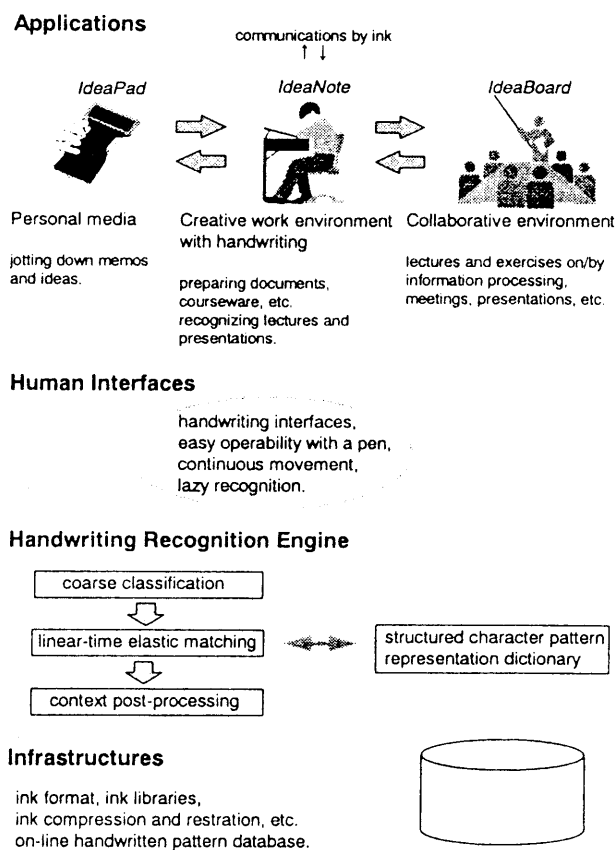 Applications
communications by ink
IdeaPad
IdeaNote
IdeaBoard
Personal media
jotting down memos
and ideas.
Creative work environment
with handwriting
preparing documents,
courseware, etc.
recognizing lectures and
presentations.
Collaborative environment
lectures and exercises on/by
information processing,
meetings, presentations, etc.
Human Interfaces
handwriting interfaces,
easy operability with a pen,
continuous movement,
lazy recognition.
Handwriting Recognition Engine
coarse classification
linear-time elastic matching
context post-processing
structured character pattern
representation dictionary
Infrastructures
ink format, ink libraries,
ink compression and restration, etc.
on-line handwritten pattern database.